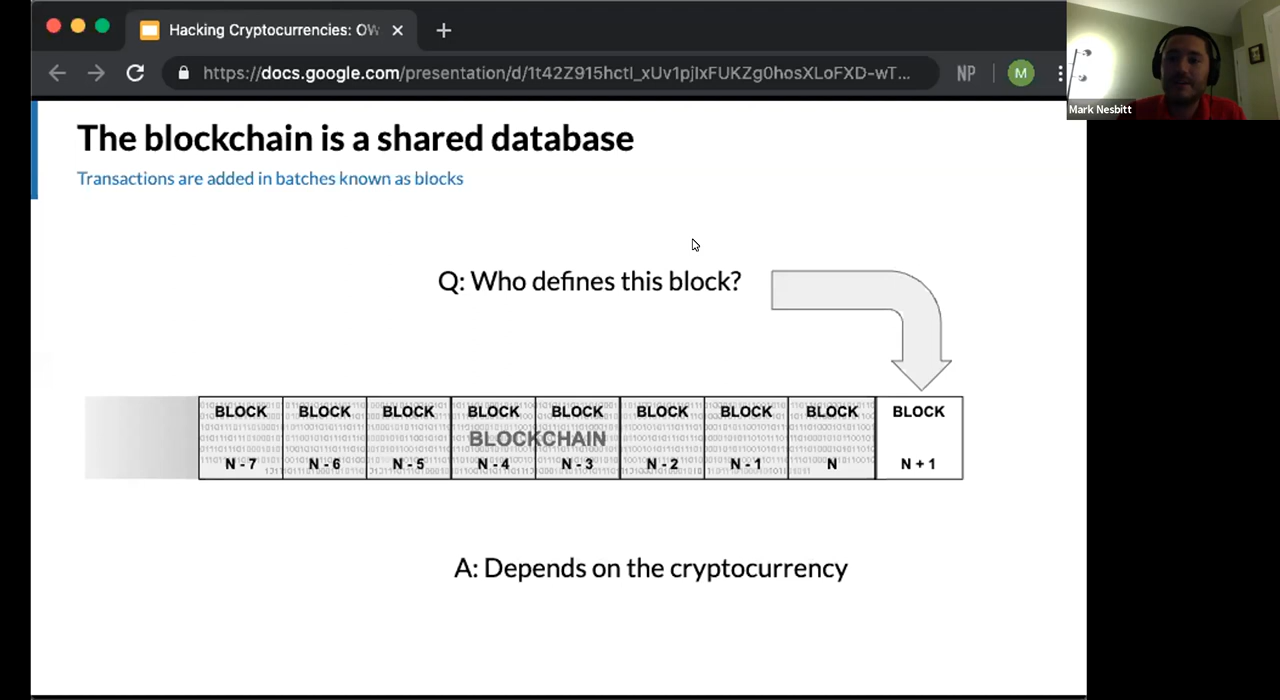 Hacking Cryptocurrencies: OW
https://docs.google.com/presentation/d/1t42Z915hctI_xUv1pjIxFUKZg0hosXLoFXD-wT...
NP
M
Mark Nesbitt
The blockchain is a shared database
Transactions are added in batches known as blocks
Q: Who defines this block?
BLOCK BLOCK BLOCK BLOCK BLOCK BLOCK BLOCK BLOCK BLOCK
BLOCKCHAIN
N - 7 N - 6 N - 5 N - 4 N - 3 N - 2 N - 1 N N + 1
A: Depends on the cryptocurrency